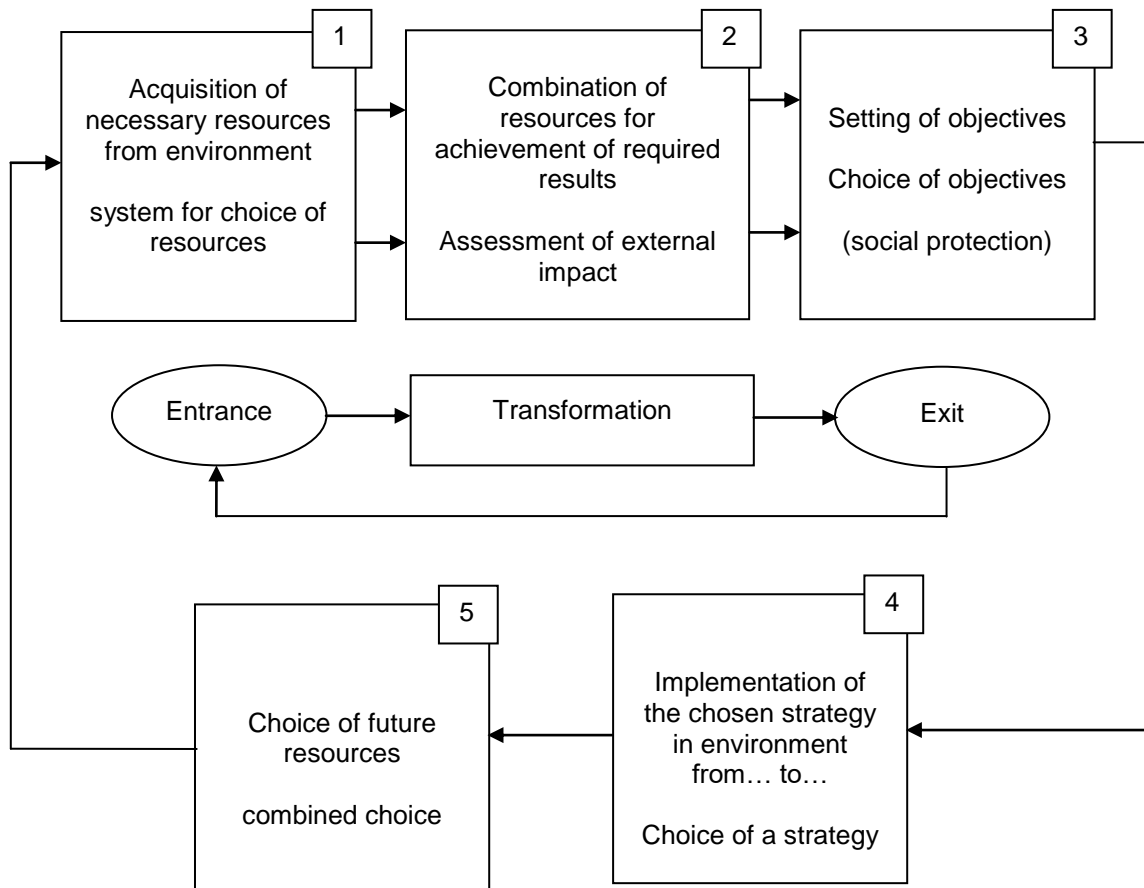 1
Acquisition of
necessary resources
from environment
system for choice of
resources
2
Combination of
resources for
achievement of required
results
Assessment of external
impact
3
Setting of objectives
Choice of objectives
(social protection)
Entrance
Transformation
Exit
5
Choice of future
resources
combined choice
4
Implementation of
the chosen strategy
in environment
from… to…
Choice of a strategy